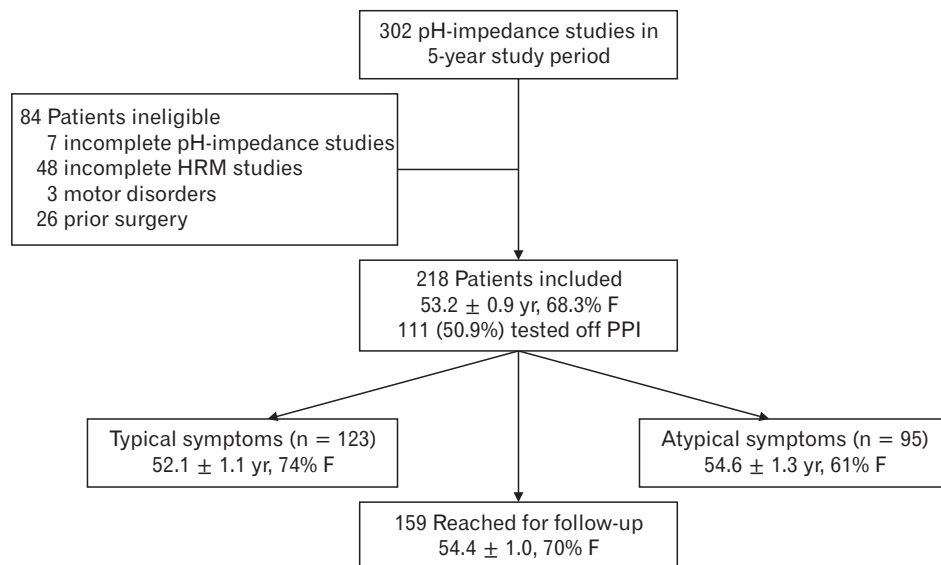 302 pH-impedance studies in
5-year study period
84 Patients ineligible
7 incomplete pH-impedance studies
48 incomplete HRM studies
3 motor disorders
26 prior surgery
218 Patients included
53.2 ± 0.9 yr, 68.3% F
111 (50.9%) tested off PPI
Typical symptoms (n = 123)
52.1 ± 1.1 yr, 74% F
Atypical symptoms (n = 95)
54.6 ± 1.3 yr, 61% F
159 Reached for follow-up
54.4 ± 1.0, 70% F